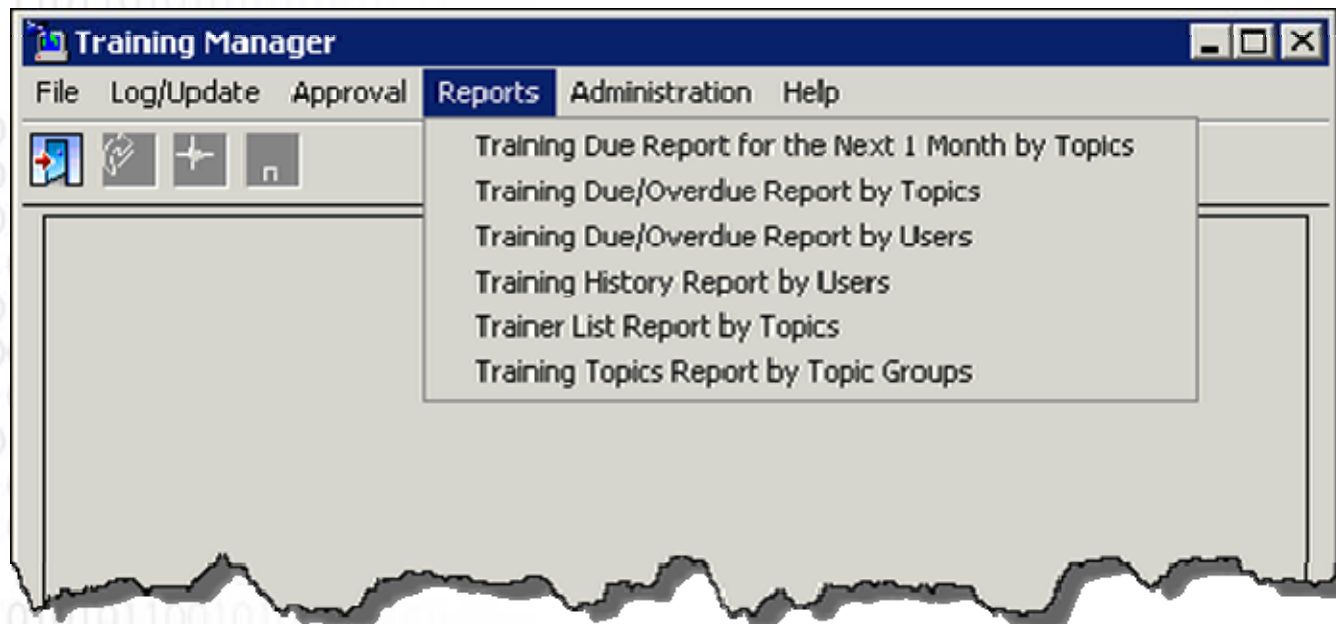 Training Manager
File Log/Update Approval Reports Administration Help
n
Training Due Report for the Next 1 Month by Topics
Training Due/Overdue Report by Topics
Training Due/Overdue Report by Users
Training History Report by Users
Trainer List Report by Topics
Training Topics Report by Topic Groups